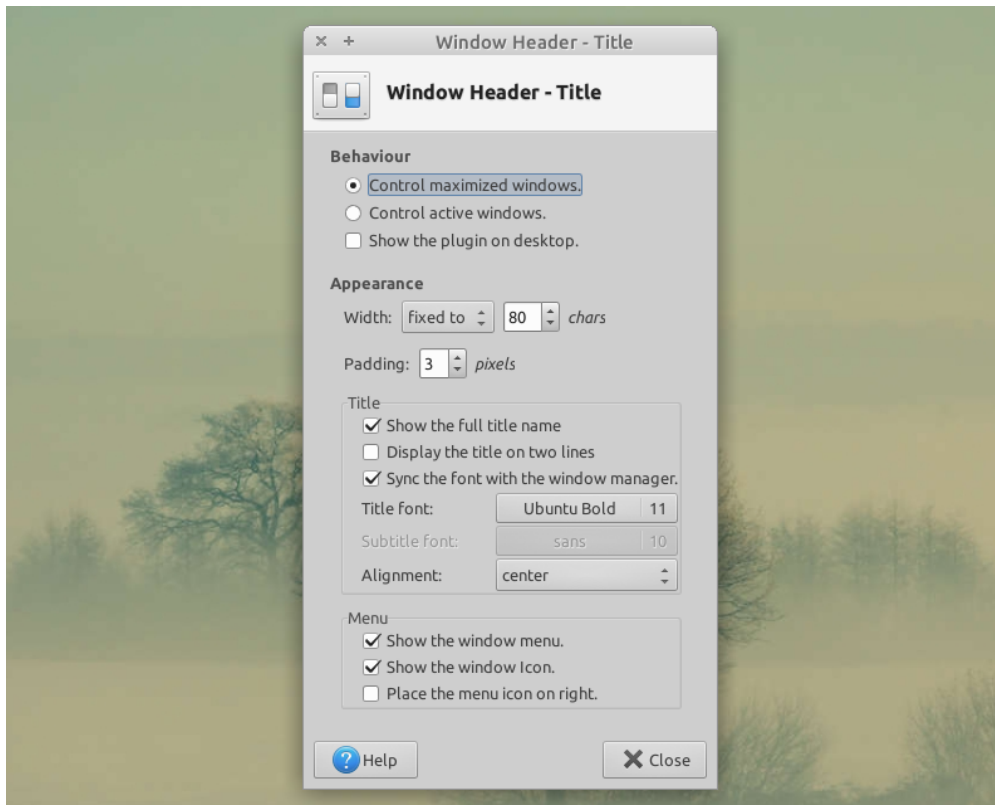 Window Header - Title
Window Header - Title
Behaviour
Control maximized windows.
Control active windows.
Show the plugin on desktop.
Appearance
Width: fixed to 80 chars
Padding: 3 pixels
Title
Show the full title name
Display the title on two lines
Sync the font with the window manager.
Title font: Ubuntu Bold 11
Subtitle font: sans 10
Alignment: center
Menu
Show the window menu.
Show the window Icon.
Place the menu icon on right.
Help Close